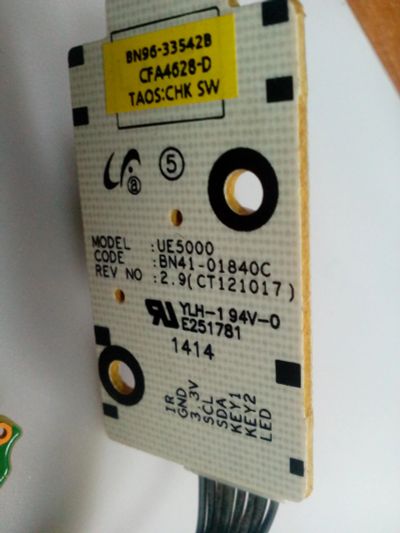 BN96-33542B
CFA4628-D
TAOS:CHK SW
a
5
MODEL :UE5000
CODE :BN41-01840C
REV NO :2.9(CT121017)
YLH-1 94V-0
E251781
1414
IR
GND
3.3V
SCL
SDA
KEY1
KEY2
LED